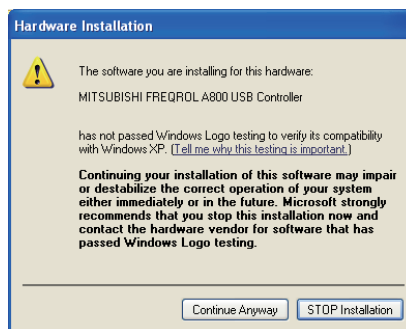 Hardware Installation
The software you are installing for this hardware:
MITSUBISHI FREQROL A800 USB Controller
has not passed Windows Logo testing to verify its compatibility
with Windows XP. (Tell me why this testing is important.)
Continuing your installation of this software may impair
or destabilize the correct operation of your system
either immediately or in the future. Microsoft strongly
recommends that you stop this installation now and
contact the hardware vendor for software that has
passed Windows Logo testing.
Continue Anyway STOP Installation